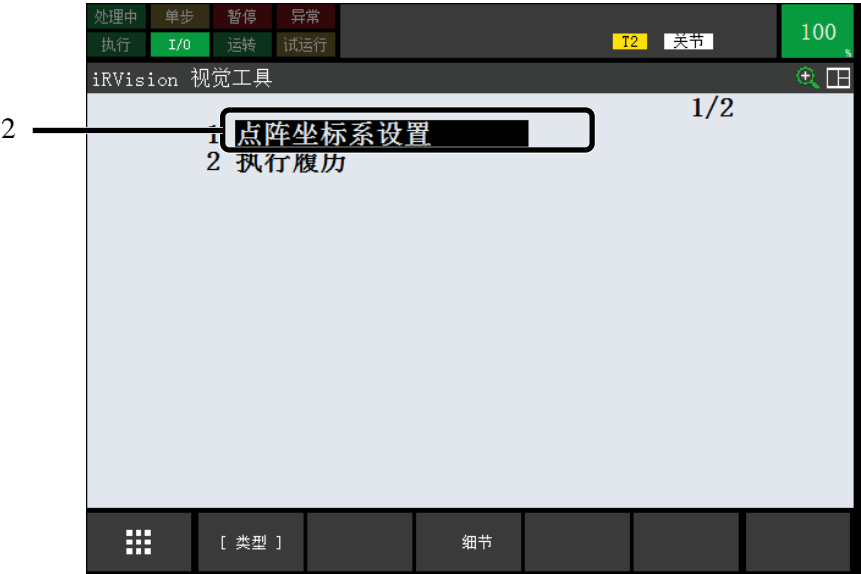 处理中 单步 暂停 异常
执行 I/0 运转 试运行
T2 关节
100
%
iRVision 视觉工具
1/2
2
1 点阵坐标系设置
2 执行履历
[ 类型 ] 细节